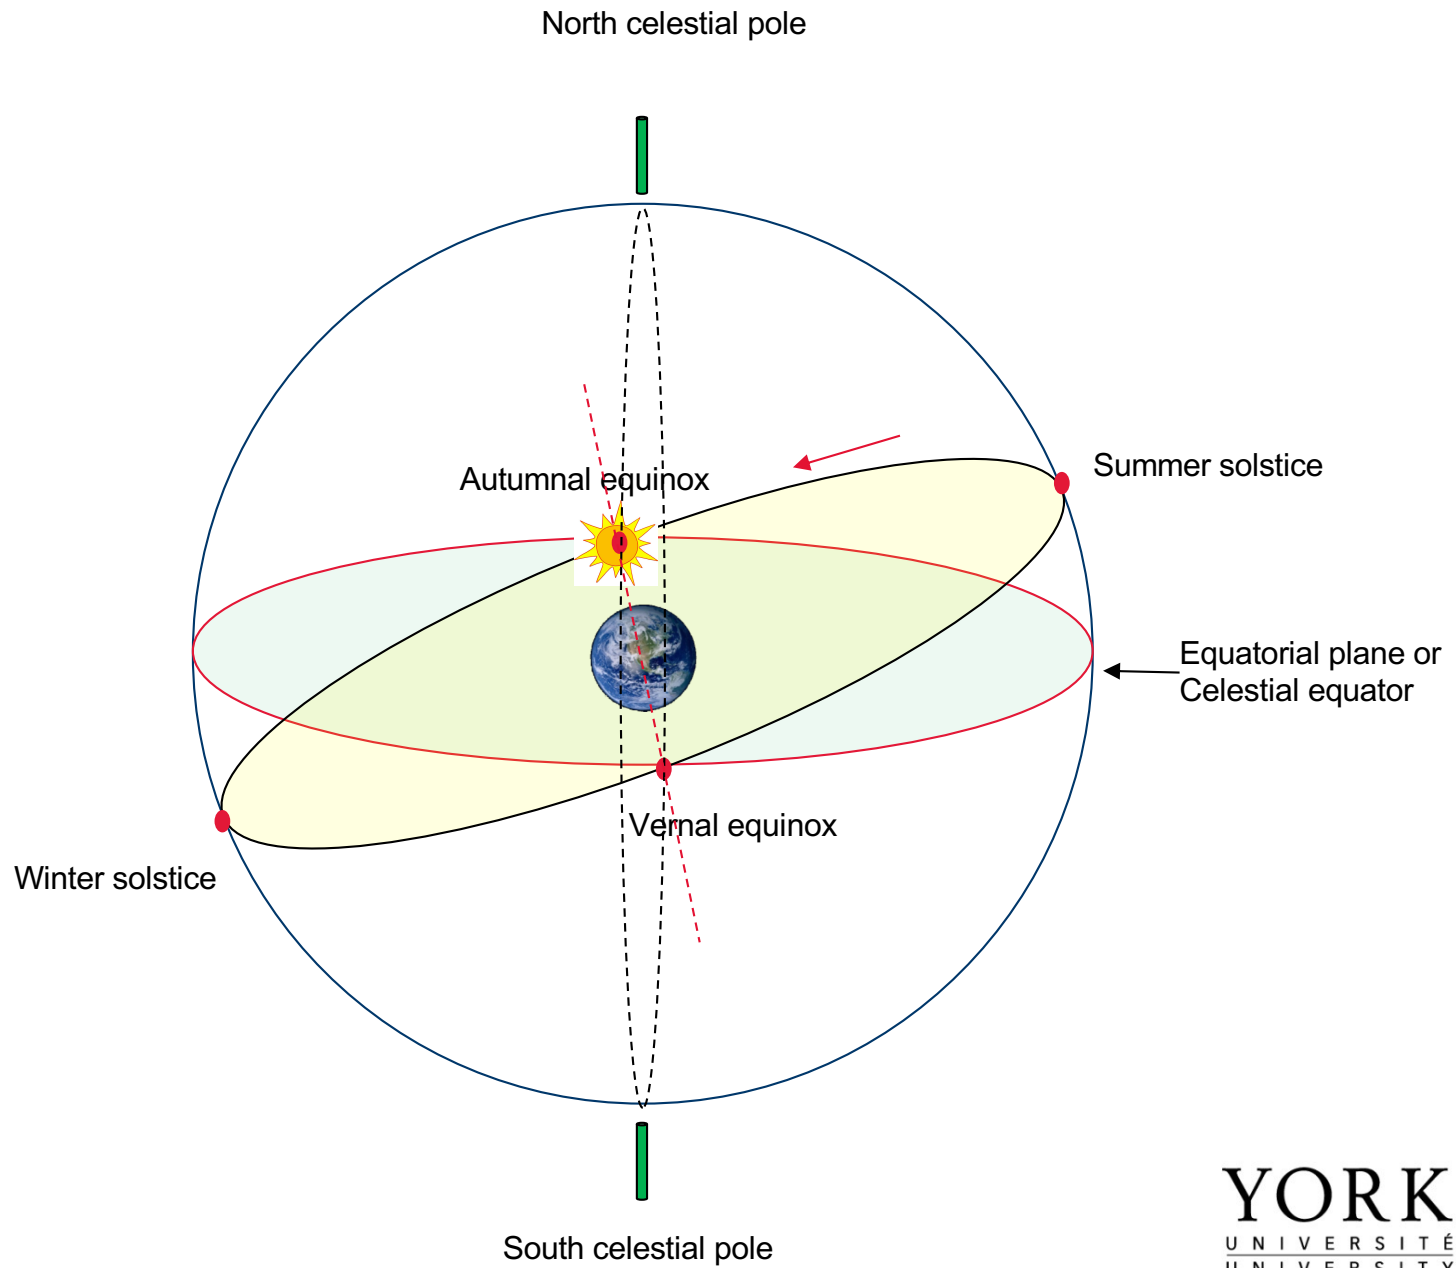 North celestial pole
Autumnal equinox
Summer solstice
Equatorial plane or
Celestial equator
Vernal equinox
Winter solstice
South celestial pole
YORK
UNIVERSITÉ
UNIVERSITY